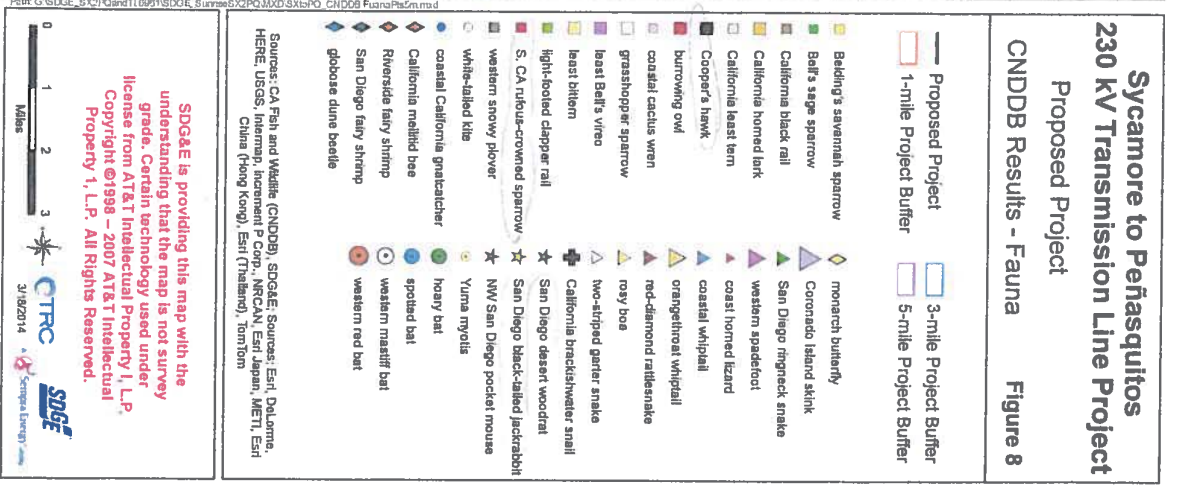 Path: G:\SDGE_SX2PQandTL6961\SDGE_SunriseSX2PQ\MXD\SXtoPQ_CNDDB FuanaPts5m.mxd
Sycamore to Peñasquitos
230 kV Transmission Line Project
Proposed Project
CNDDB Results - Fauna Figure 8
Proposed Project
1-mile Project Buffer
3-mile Project Buffer
5-mile Project Buffer
Belding's savannah sparrow
Bell's sage sparrow
California black rail
California horned lark
California least tern
Cooper's hawk
burrowing owl
coastal cactus wren
grasshopper sparrow
least Bell's vireo
least bittern
light-footed clapper rail
S. CA rufous-crowned sparrow
western snowy plover
white-tailed kite
coastal California gnatcatcher
California mellitid bee
Riverside fairy shrimp
San Diego fairy shrimp
globose dune beetle
monarch butterfly
Coronado Island skink
San Diego ringneck snake
western spadefoot
coast horned lizard
coastal whiptail
orangethroat whiptail
red-diamond rattlesnake
rosy boa
two-striped garter snake
California brackishwater snail
San Diego desert woodrat
San Diego black-tailed jackrabbit
NW San Diego pocket mouse
Yuma myotis
hoary bat
spotted bat
western mastiff bat
western red bat
Sources: CA Fish and Wildlife (CNDDB), SDG&E; Sources: Esri, DeLorme,
HERE, USGS, Intermap, increment P Corp., NRCAN, Esri Japan, METI, Esri
China (Hong Kong), Esri (Thailand), TomTom
SDG&E is providing this map with the
understanding that the map is not survey
grade. Certain technology used under
license from AT&T Intellectual Property I, L.P.
Copyright ©1998 – 2007 AT&T Intellectual
Property 1, L.P. All Rights Reserved.
0 1 2 3
Miles
TRC
3/18/2014
SDGE
A Sempra Energy utility